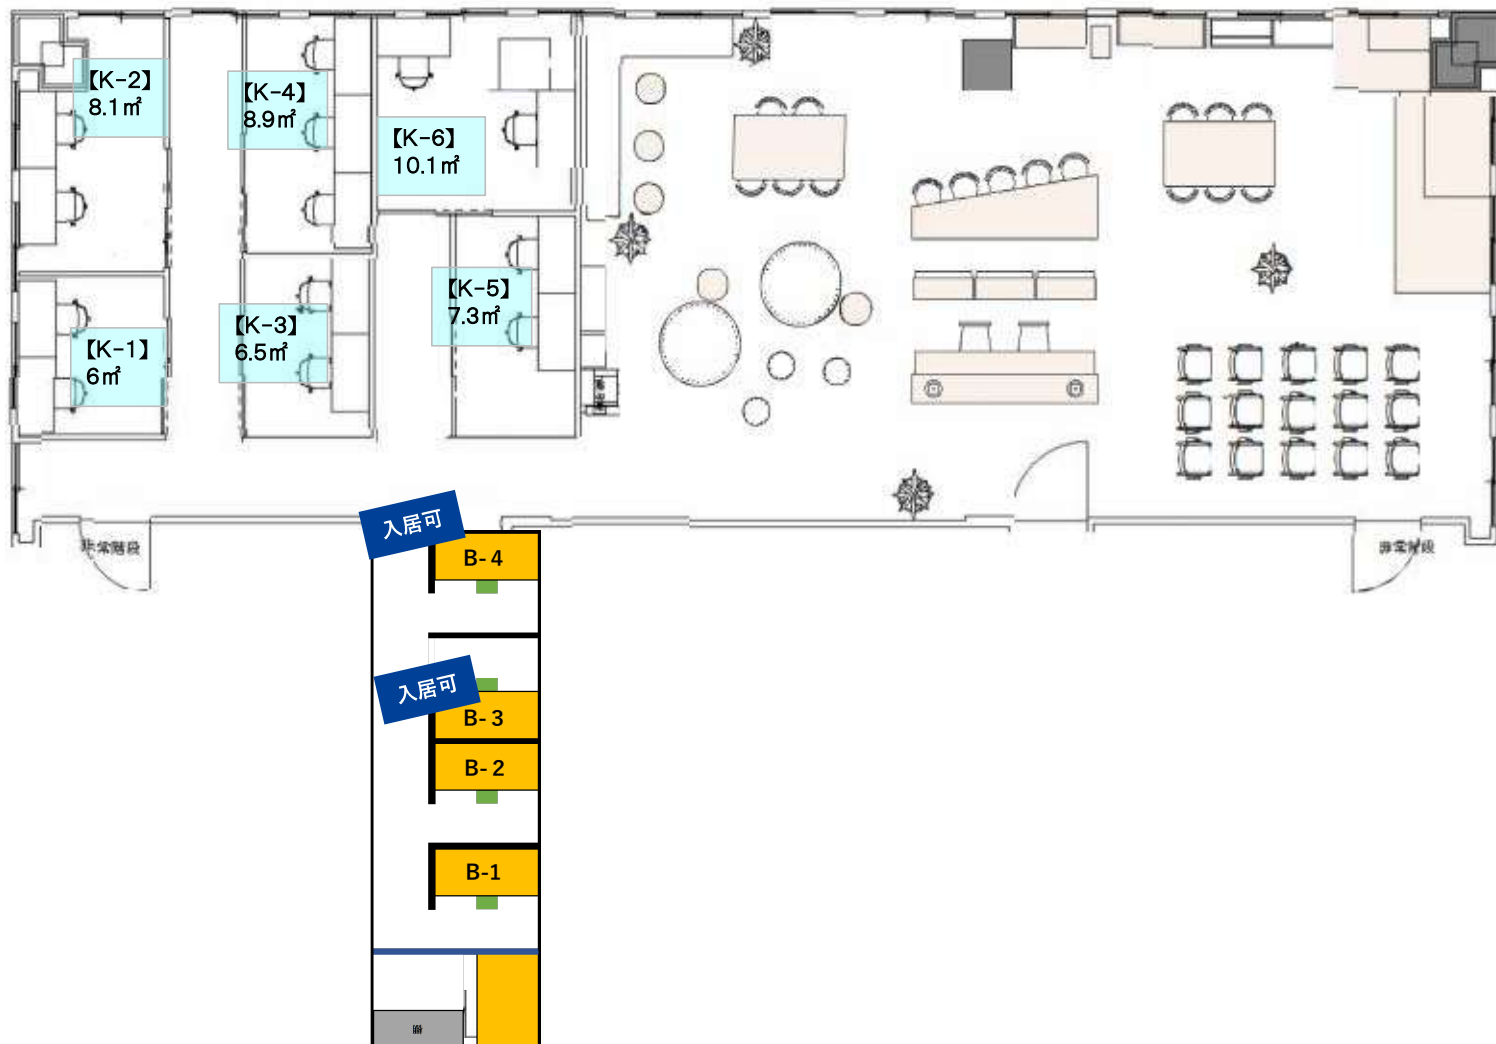 【K-2】
8.1㎡
【K-4】
8.9㎡
【K-6】
10.1㎡
【K-1】
6㎡
【K-3】
6.5㎡
【K-5】
7.3㎡
非常階段
非常階段
入居可
B-4
入居可
B-3
B-2
B-1
棚